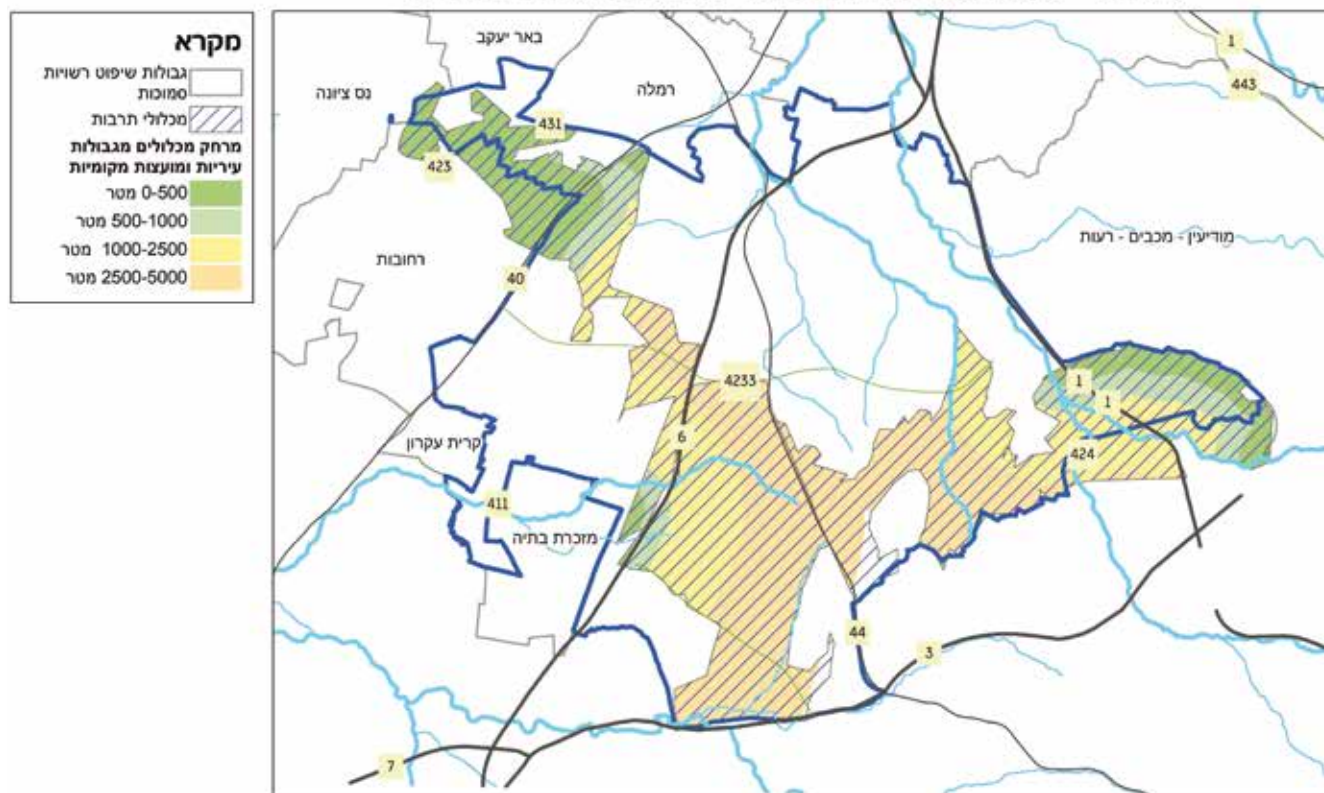 מקרא
גבולות שיפוט רשויות
סמוכות
מכלולי תרבות
מרחק מכלולים מגבולות
עיריות ומועצות מקומיות
0-500 מטר
500-1000 מטר
1000-2500 מטר
2500-5000 מטר
באר יעקב
נס ציונה
רמלה
1
443
431
423
מודיעין - מכבים - רעות
רחובות
40
4233
1
1
קרית עקרון
6
424
411
מזכרת בתיה
44
3
7